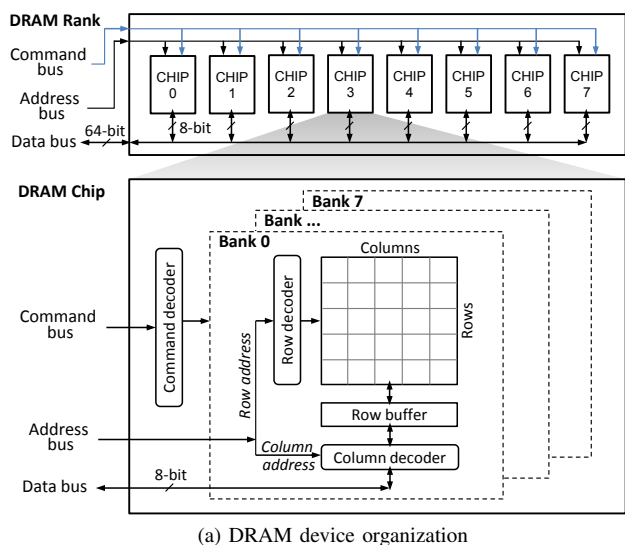 DRAM Rank
Command
bus
Address
bus
Data bus
64-bit
8-bit
CHIP
0
CHIP
1
CHIP
2
CHIP
3
CHIP
4
CHIP
5
CHIP
6
CHIP
7
DRAM Chip
Bank 7
Bank ...
Bank 0
Columns
Rows
Command
bus
Command decoder
Row decoder
Row address
Row buffer
Address
bus
Column
address
Column decoder
Data bus
8-bit
(a) DRAM device organization